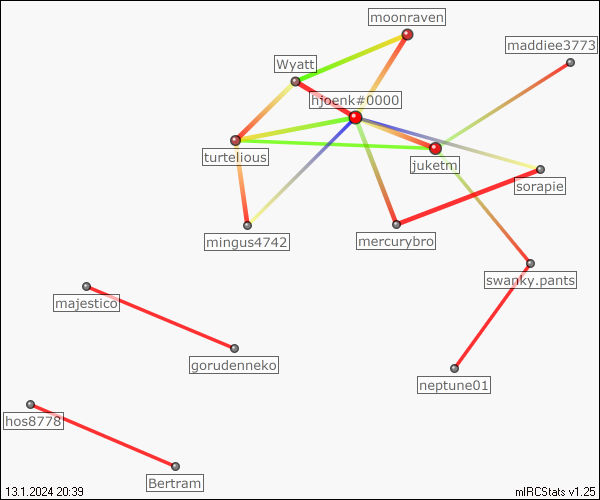 moonraven
maddiee3773
Wyatt
hjoenk#0000
turtelious
juketm
sorapie
mingus4742
mercurybro
swanky.pants
majestico
gorudenneko
neptune01
hos8778
Bertram
13.1.2024 20:39
mIRCStats v1.25